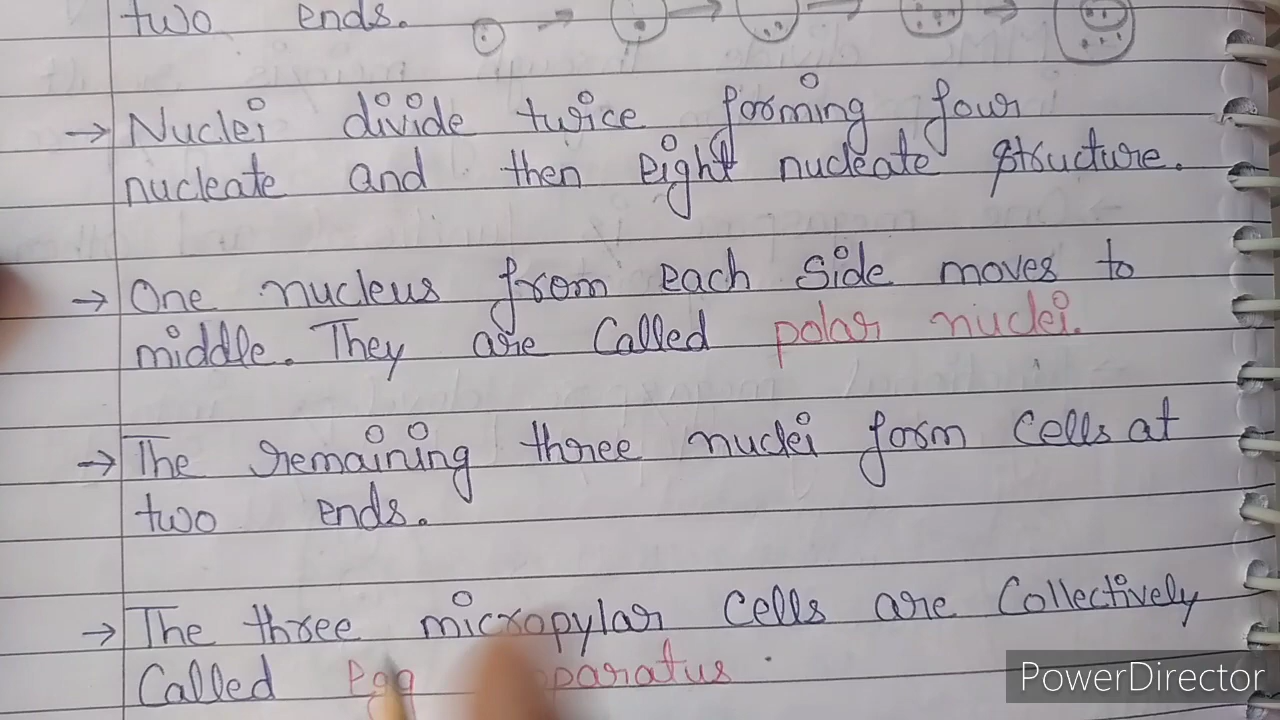 two ends.
→ Nuclei divide twice forming four
nucleate and then eight nucleate structure.
→ One nucleus from each side moves to
middle. They are called polar nuclei.
→ The remaining three nuclei form cells at
two ends.
→ The three micropylar cells are collectively
called Egg apparatus.
PowerDirector